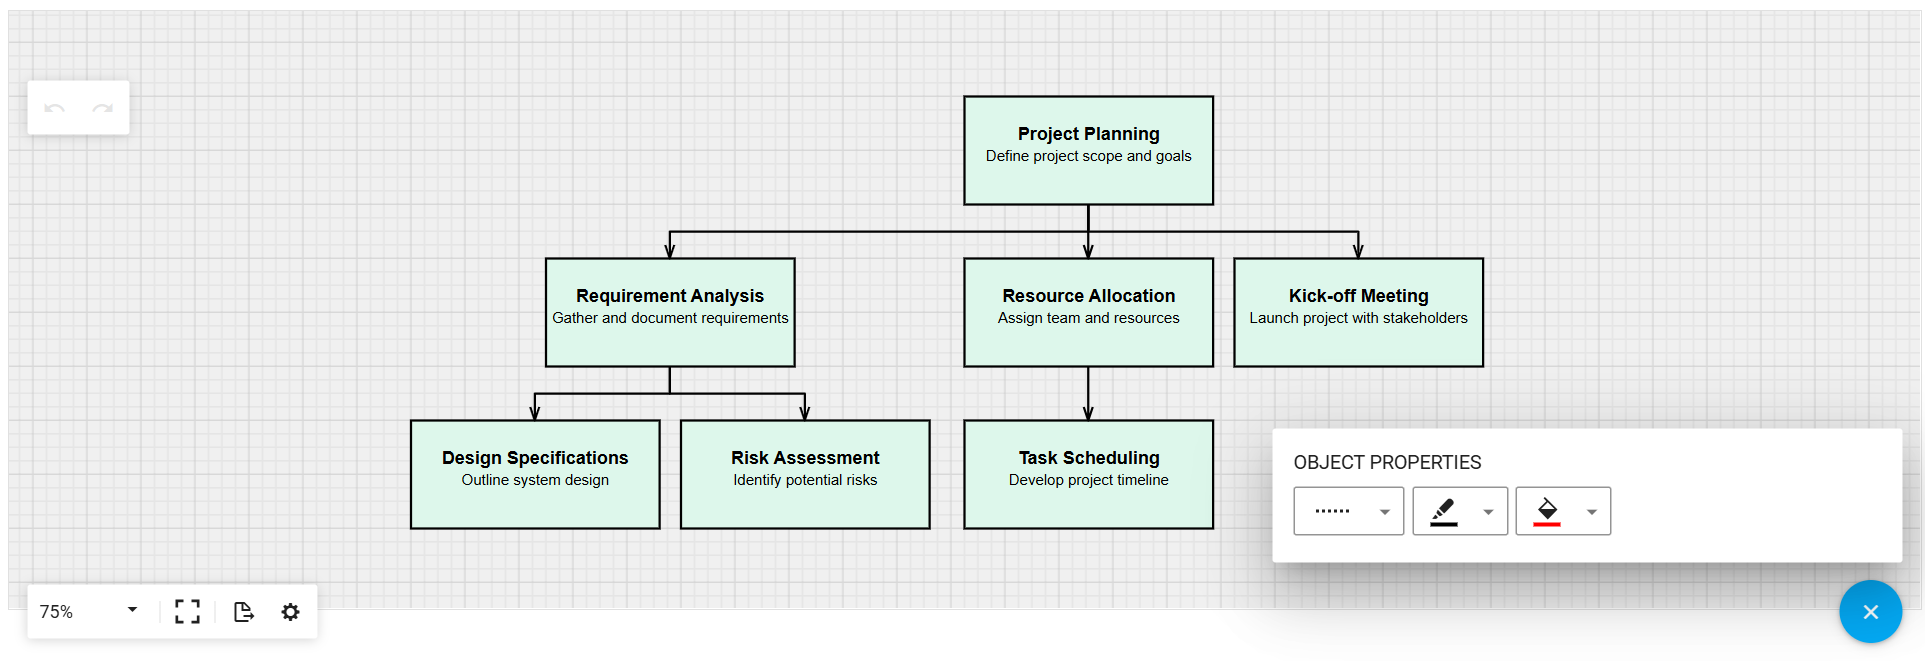 Project Planning
Define project scope and goals
Requirement Analysis
Gather and document requirements
Resource Allocation
Assign team and resources
Kick-off Meeting
Launch project with stakeholders
Design Specifications
Outline system design
Risk Assessment
Identify potential risks
Task Scheduling
Develop project timeline
OBJECT PROPERTIES
75%